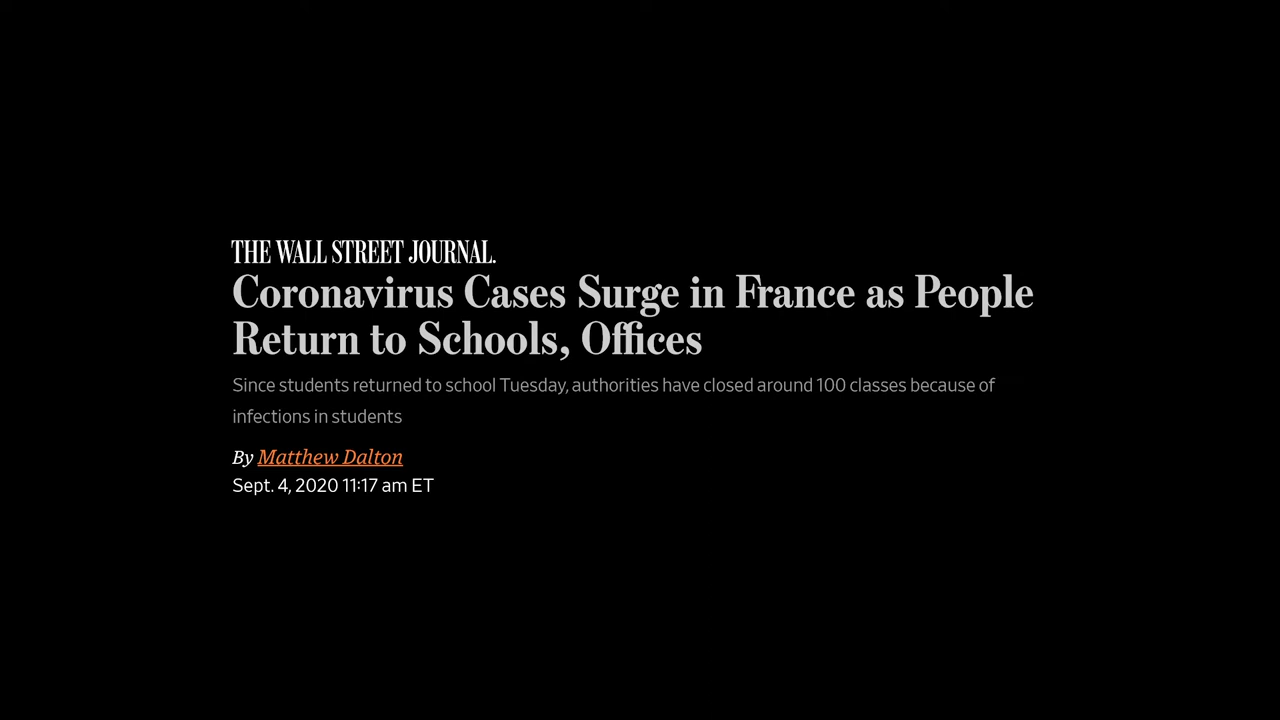 THE WALL STREET JOURNAL.
Coronavirus Cases Surge in France as People
Return to Schools, Offices
Since students returned to school Tuesday, authorities have closed around 100 classes because of
infections in students
By Matthew Dalton
Sept. 4, 2020 11:17 am ET